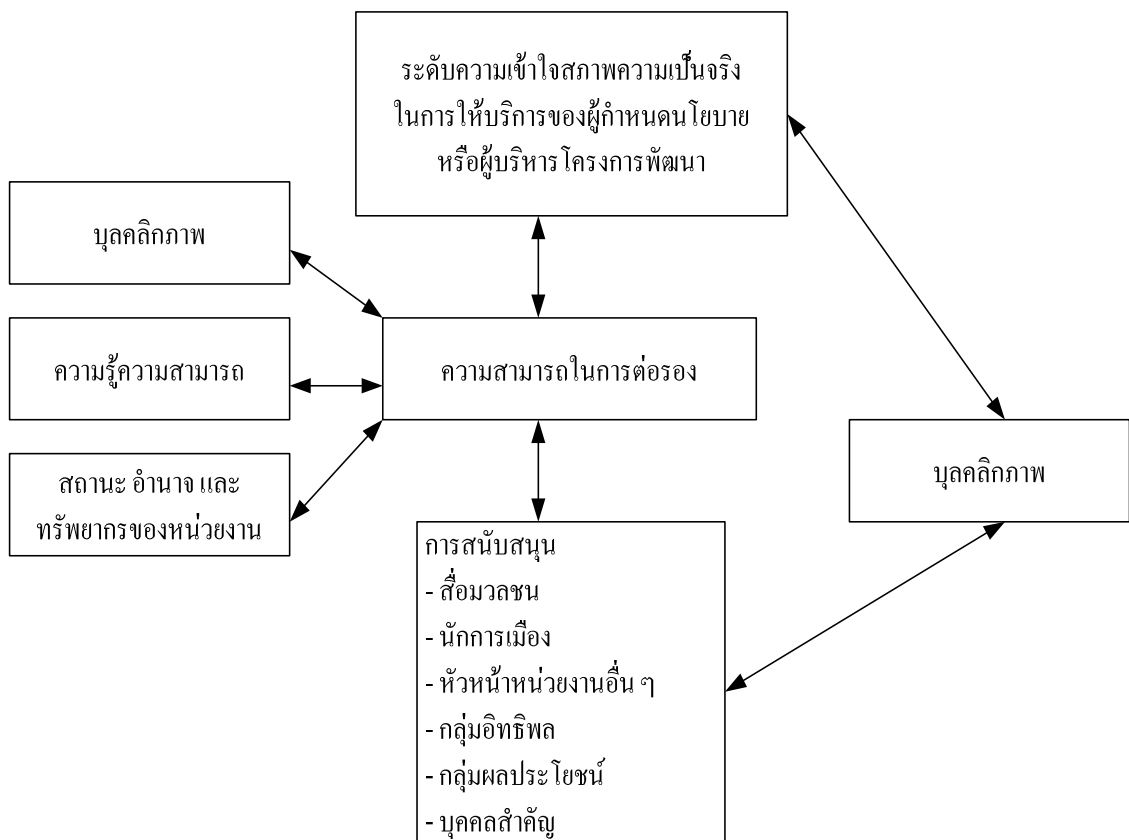 ระดับความเข้าใจสภาพความเป็นจริง
ในการให้บริการของผู้กำหนดนโยบาย
หรือผู้บริหารโครงการพัฒนา
บุลคลิกภาพ
ความรู้ความสามารถ
ความสามารถในการต่อรอง
สถานะ อำนาจ และ
ทรัพยากรของหน่วยงาน
บุลคลิกภาพ
การสนับสนุน
- สื่อมวลชน
- นักการเมือง
- หัวหน้าหน่วยงานอื่น ๆ
- กลุ่มอิทธิพล
- กลุ่มผลประโยชน์
- บุคคลสำคัญ